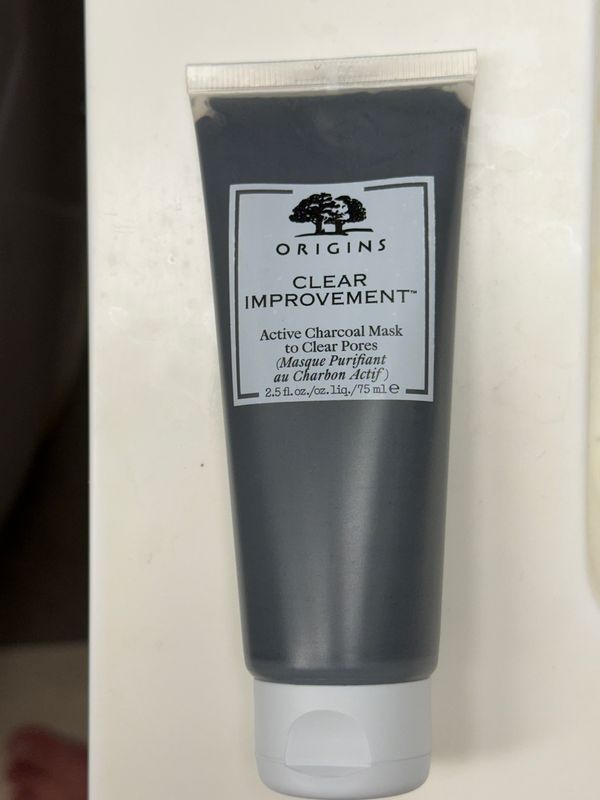 ORIGINS
CLEAR
IMPROVEMENT™
Active Charcoal Mask
to Clear Pores
(Masque Purifiant
au Charbon Actif)
2.5 fl.oz./oz.liq./75 ml ℮